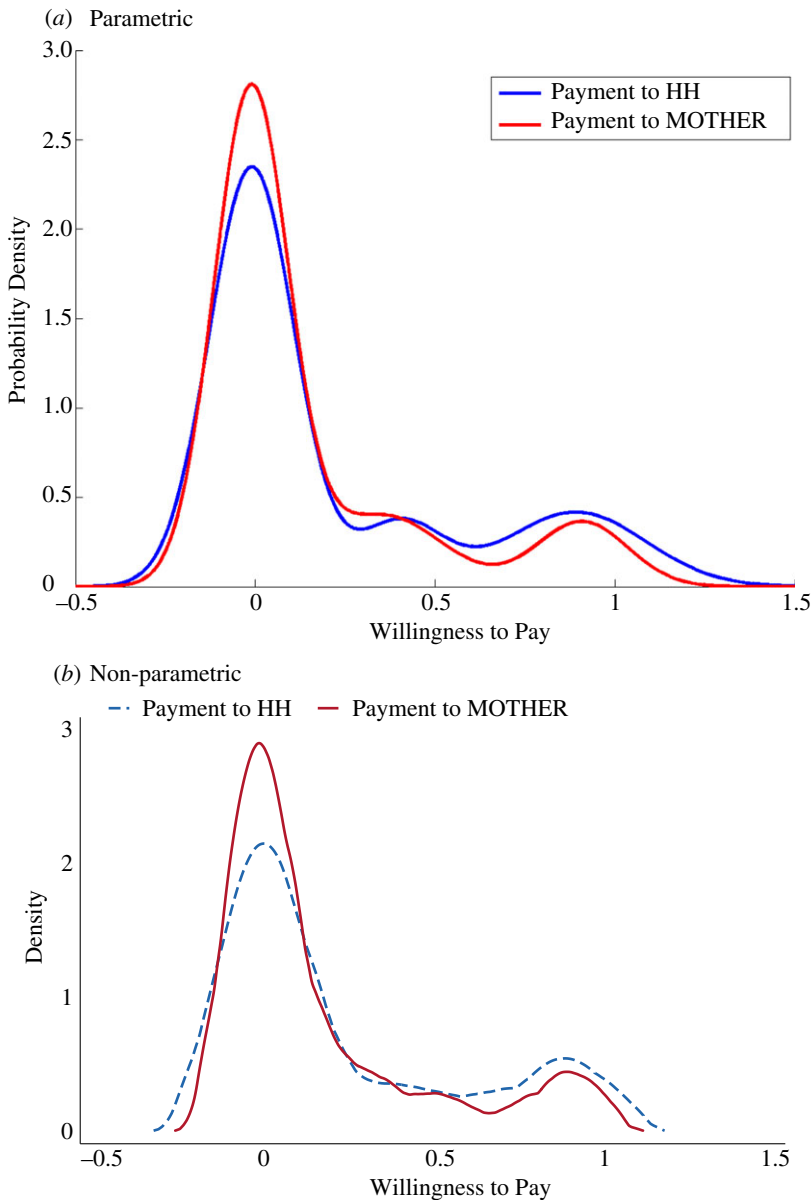 (a) Parametric
3.0
Payment to HH
Payment to MOTHER
2.5
2.0
1.5
1.0
0.5
0
Probability Density
–0.5 0 0.5 1 1.5
Willingness to Pay
(b) Non-parametric
Payment to HH Payment to MOTHER
3
2
1
0
Density
–0.5 0 0.5 1 1.5
Willingness to Pay